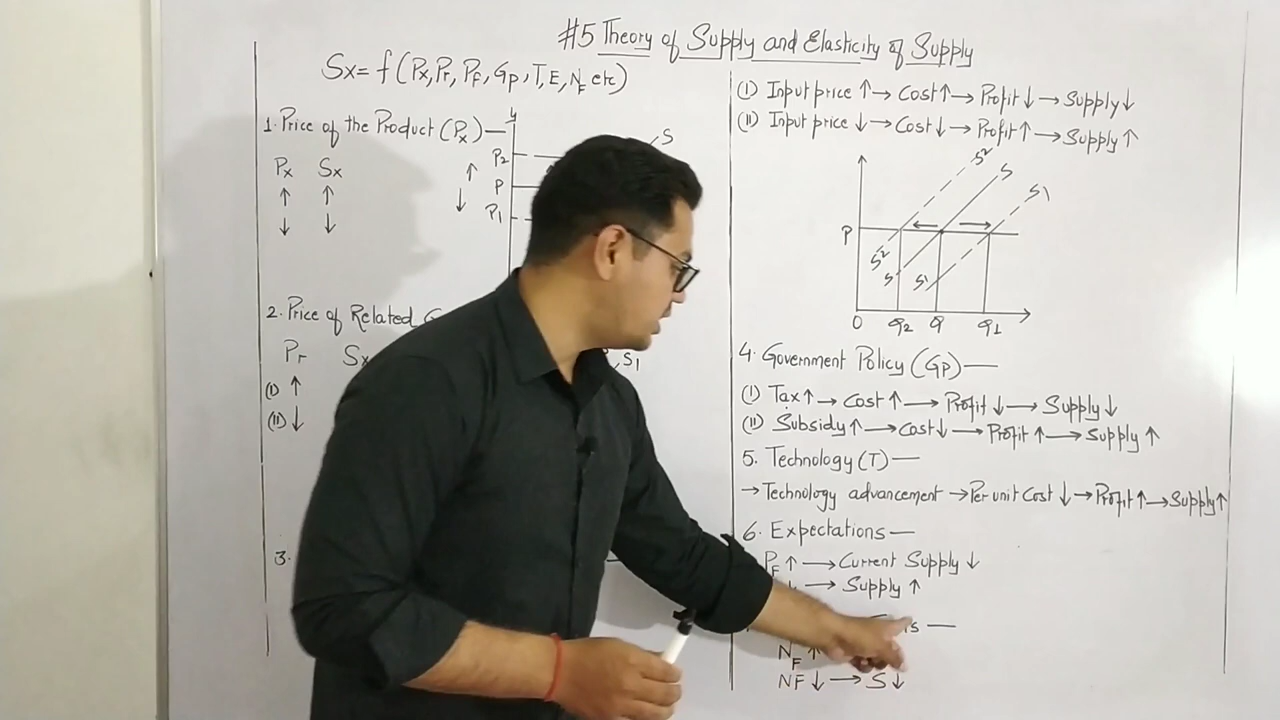 #5 Theory of Supply and Elasticity of Supply
Sx = f (Px, Pr, PF, Gp, T, E, NF etc)
1. Price of the Product (Px) —
Px Sx
↑ ↑
↓ ↓
y
P2
P
P1
S
↑
↓
2. Price of Related
Pr Sx
(I) ↑
(II) ↓
, S1
3.
(I) Input price ↑ → Cost ↑ → Profit ↓ → Supply ↓
(II) Input price ↓ → Cost ↓ → Profit ↑ → Supply ↑
S2 S S1
P
S2 S S1
O Q2 Q Q1
4. Government Policy (Gp) —
(I) Tax ↑ → Cost ↑ → Profit ↓ → Supply ↓
(II) Subsidy ↑ → Cost ↓ → Profit ↑ → Supply ↑
5. Technology (T) —
→ Technology advancement → Per unit Cost ↓ → Profit ↑ → Supply ↑
6. Expectations —
PF ↑ → Current Supply ↓
↓ → Supply ↑
NF ↑
NF ↓ → S ↓